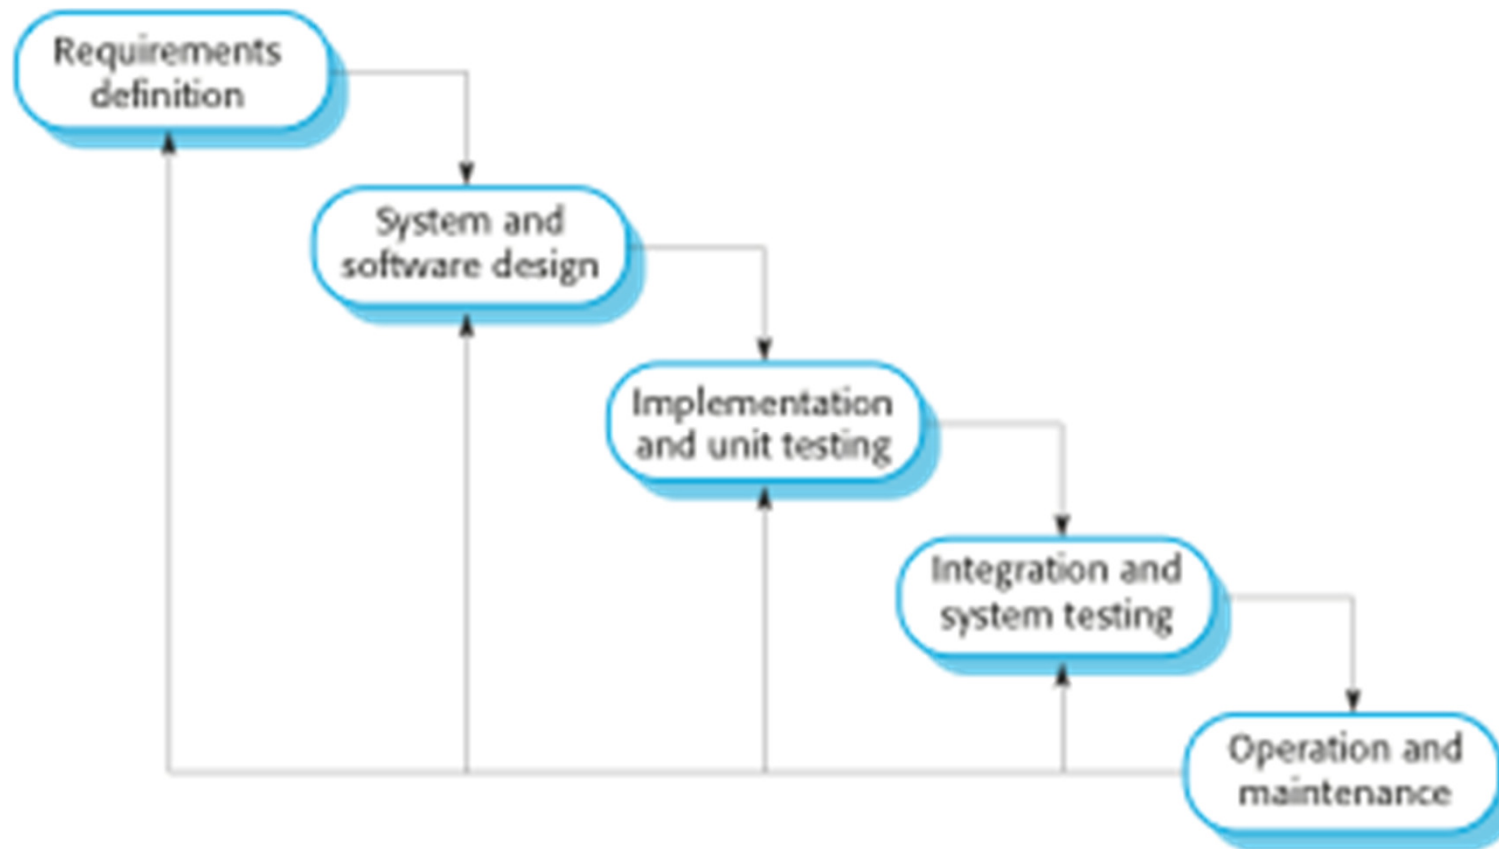 Requirements
definition
System and
software design
Implementation
and unit testing
Integration and
system testing
Operation and
maintenance